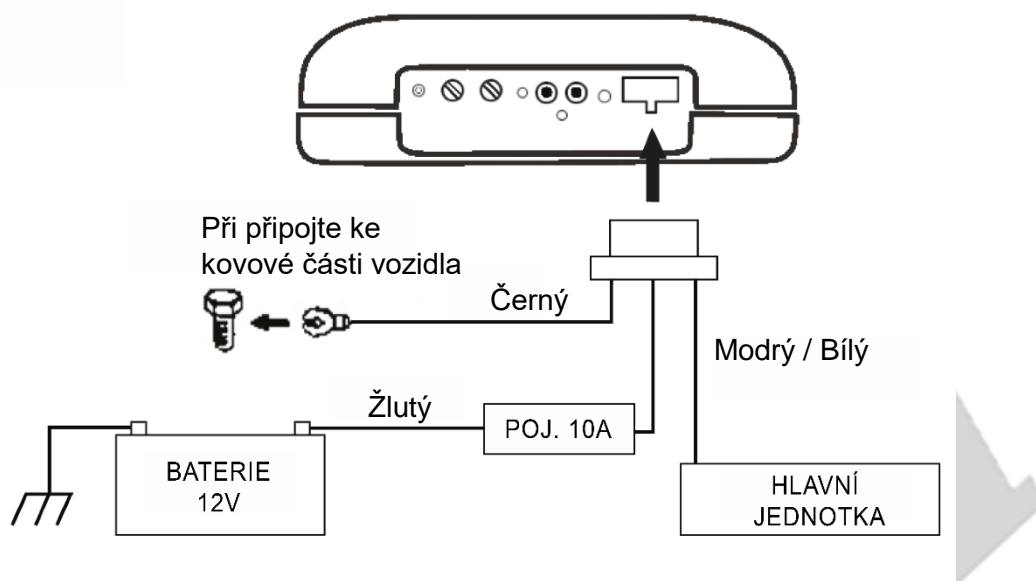 Při připojte ke
kovové části vozidla
Černý
Modrý / Bílý
Žlutý
POJ. 10A
BATERIE
12V
HLAVNÍ
JEDNOTKA